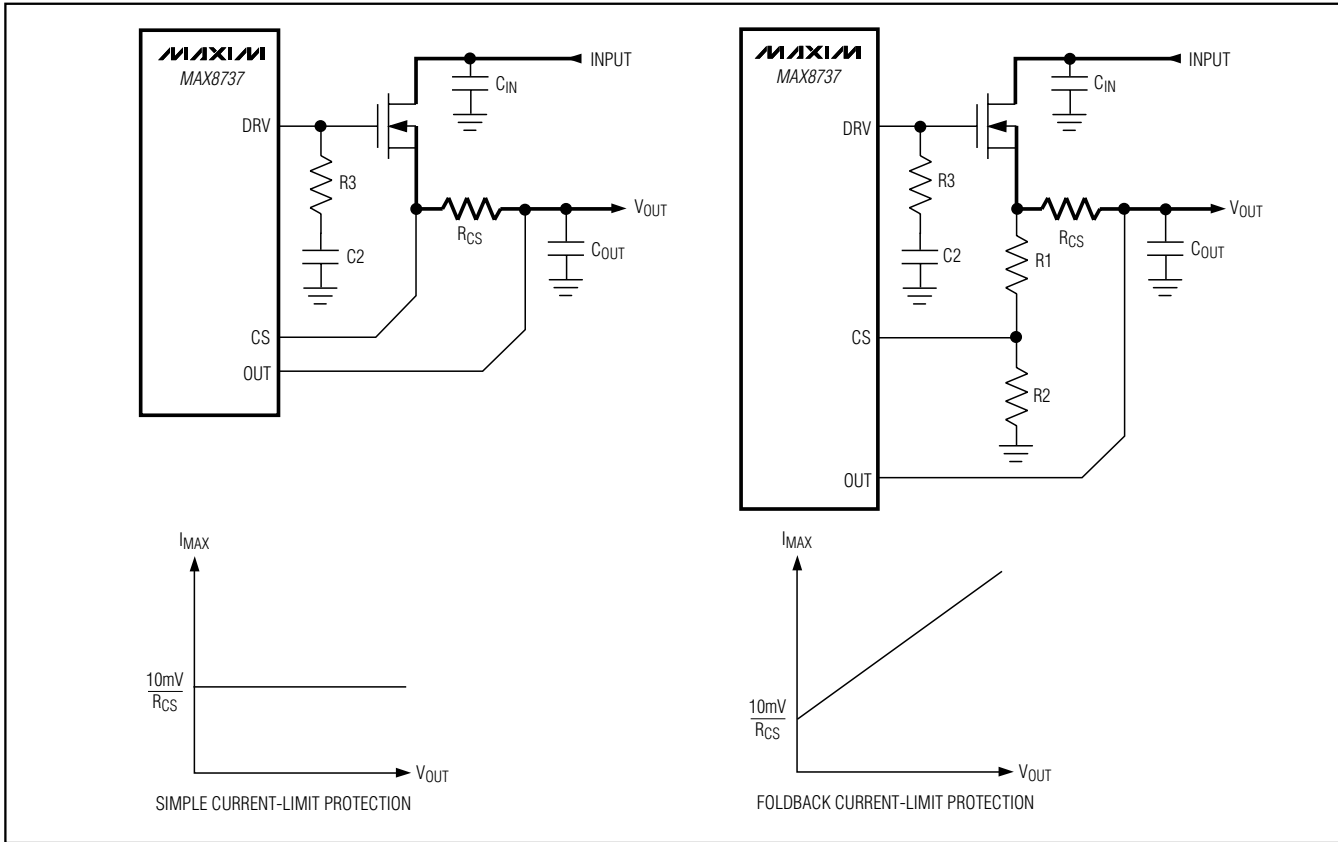 MAXIM
MAX8737
INPUT
CIN
DRV
R3
VOUT
RCS
C2
COUT
CS
OUT
IMAX
10mV
RCS
VOUT
SIMPLE CURRENT-LIMIT PROTECTION
MAXIM
MAX8737
INPUT
CIN
DRV
R3
VOUT
RCS
C2
R1
COUT
CS
R2
OUT
IMAX
10mV
RCS
VOUT
FOLDBACK CURRENT-LIMIT PROTECTION